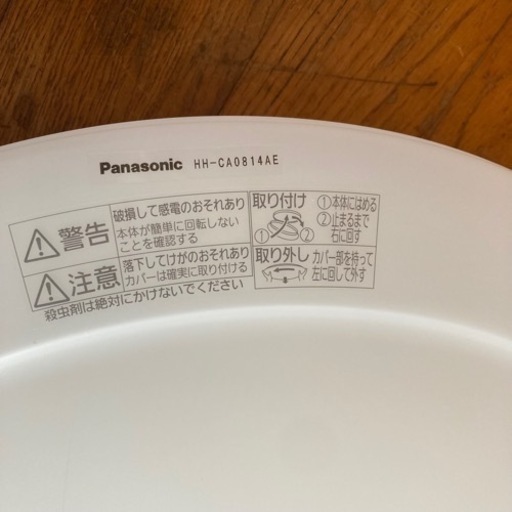 Panasonic HH-CA0814AE
警告
破損して感電のおそれあり
本体が簡単に回転しない
ことを確認する
注意
落下してけがのおそれあり
カバーは確実に取り付ける
殺虫剤は絶対にかけないでください
取り付け
① ②
①本体にはめる
②止まるまで
右に回す
取り外し
カバー部を持って
左に回して外す